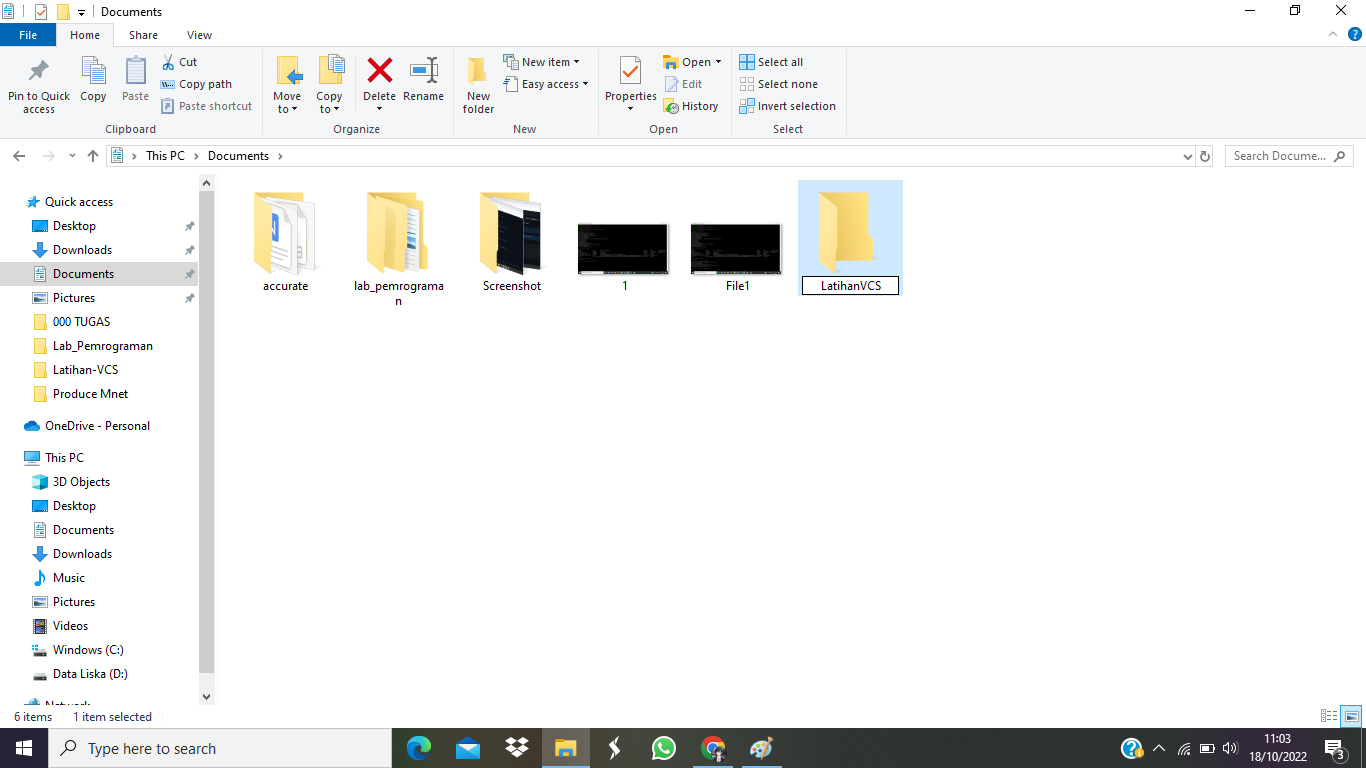 Documents
File Home Share View
Pin to Quick access
Copy
Paste
Cut
Copy path
Paste shortcut
Clipboard
Move to
Copy to
Delete
Rename
Organize
New folder
New item
Easy access
New
Properties
Open
Edit
History
Open
Select all
Select none
Invert selection
Select
This PC > Documents >
Search Docume...
Quick access
Desktop
Downloads
Documents
Pictures
000 TUGAS
Lab_Pemrograman
Latihan-VCS
Produce Mnet
OneDrive - Personal
This PC
3D Objects
Desktop
Documents
Downloads
Music
Pictures
Videos
Windows (C:)
Data Liska (D:)
accurate
lab_pemrograma
n
Screenshot
1
File1
LatihanVCS
6 items 1 item selected
Type here to search
11:03
18/10/2022
3